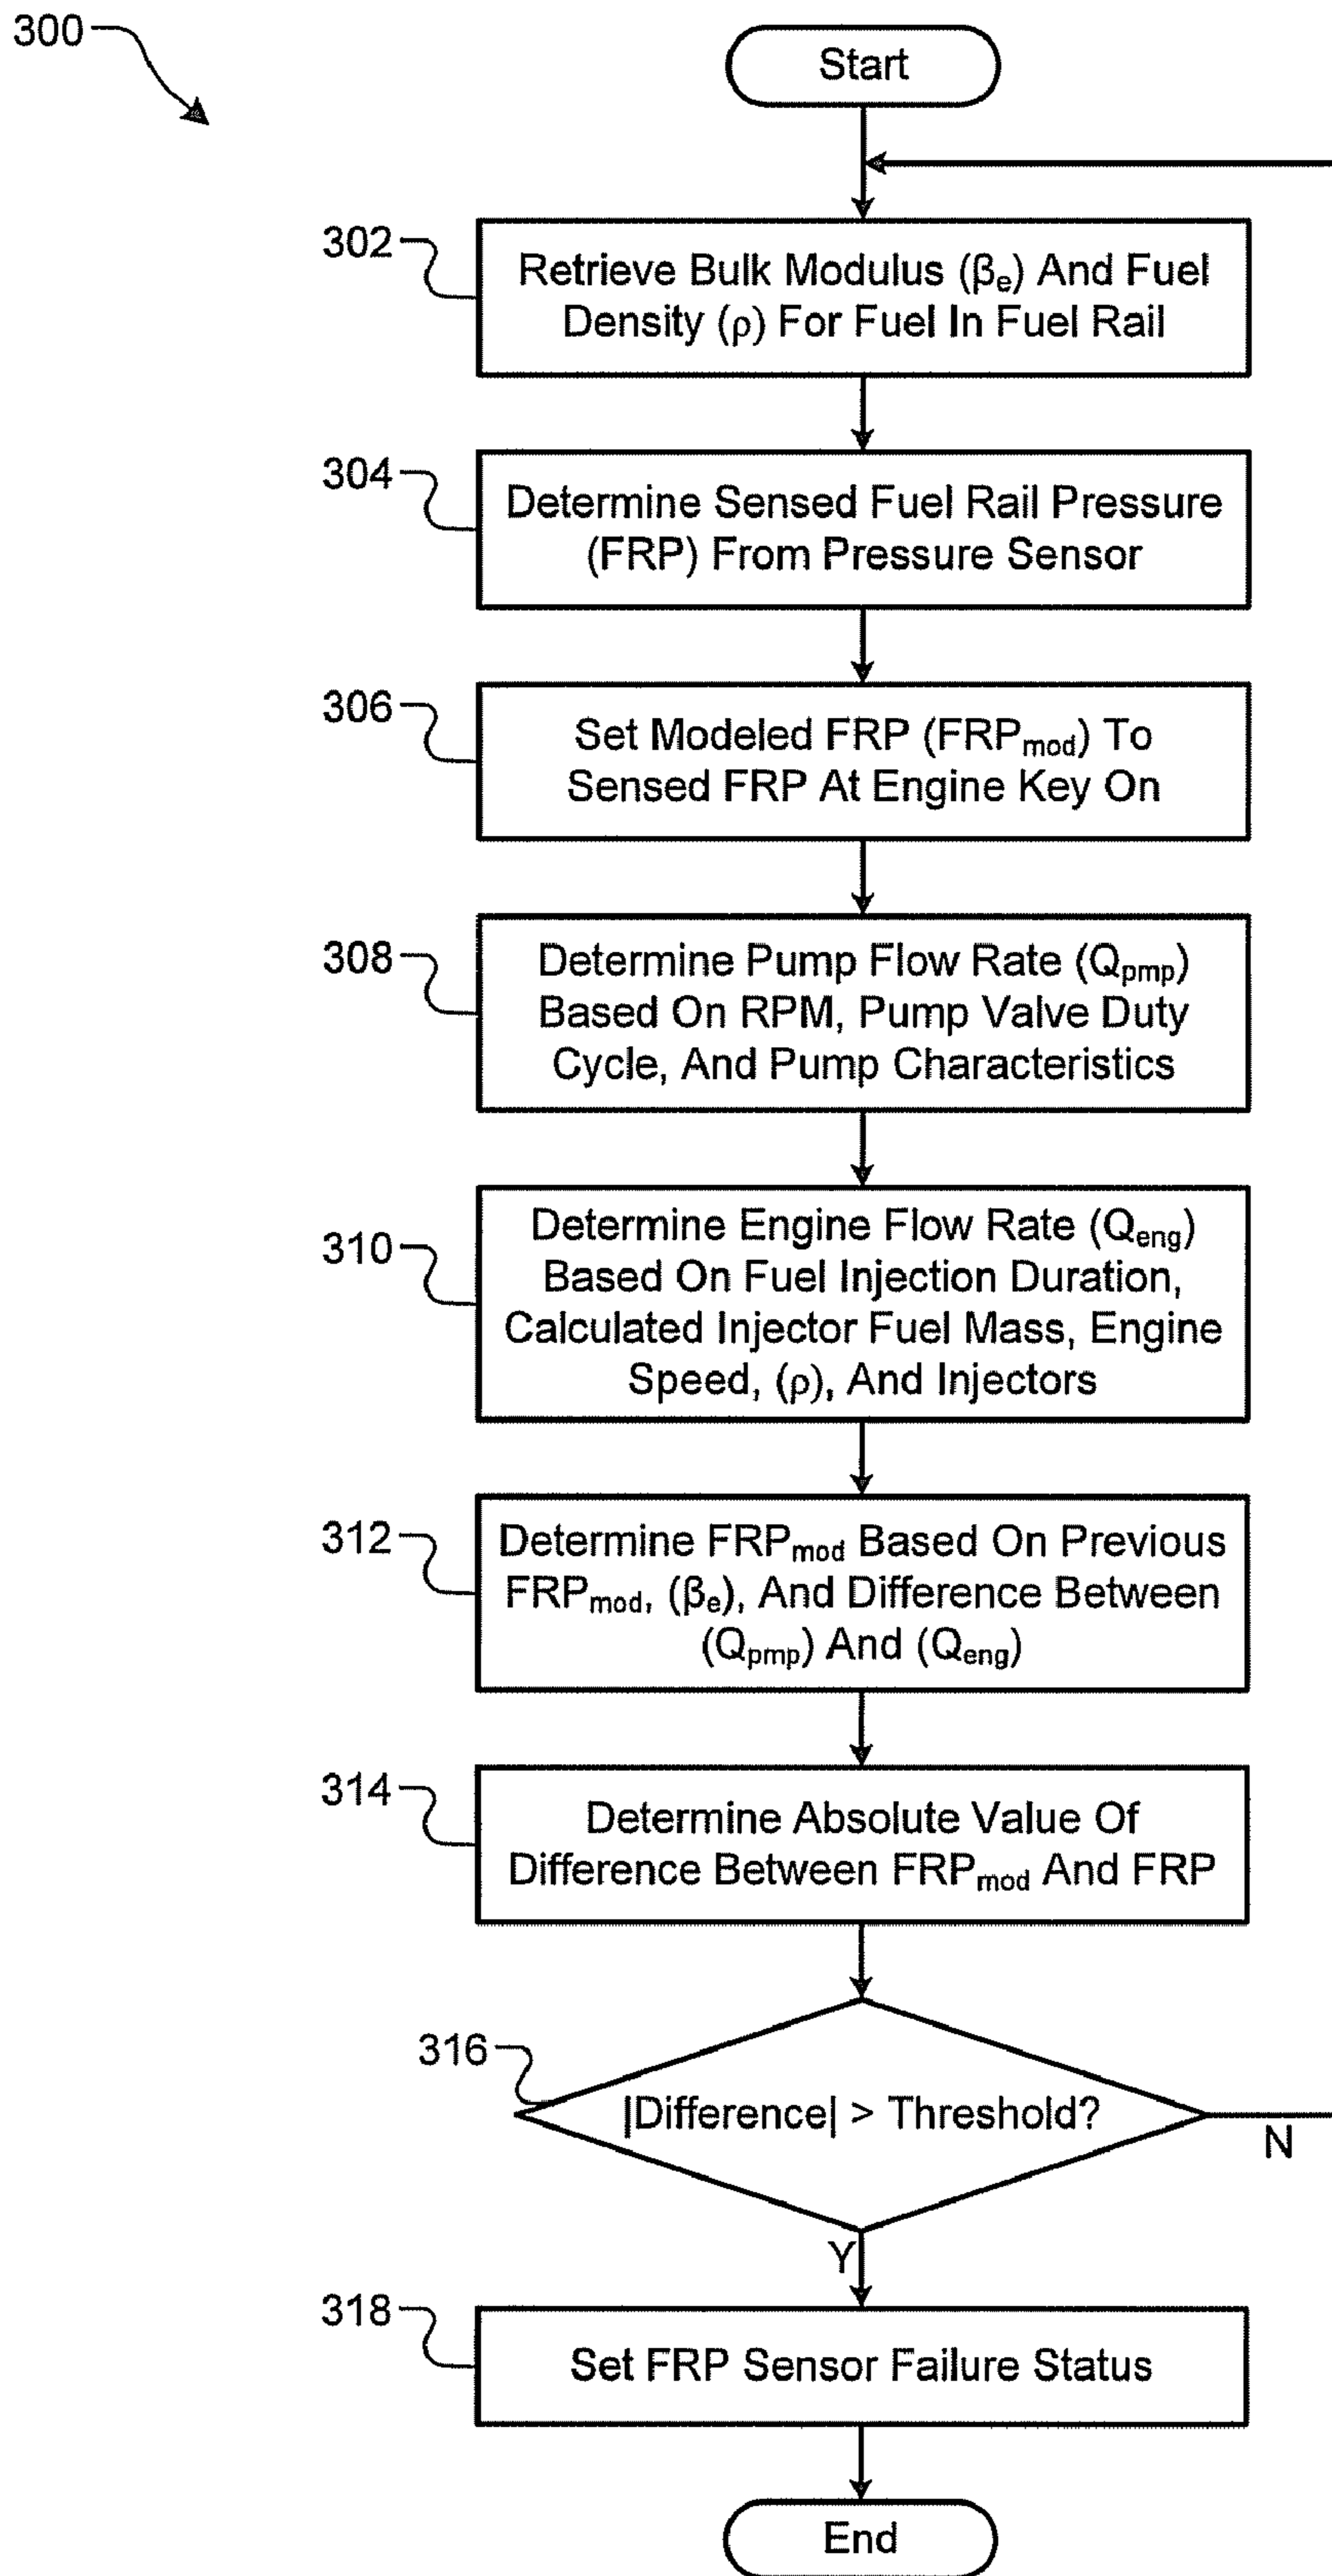 300
Start
302
Retrieve Bulk Modulus (βₑ) And Fuel
Density (ρ) For Fuel In Fuel Rail
304
Determine Sensed Fuel Rail Pressure
(FRP) From Pressure Sensor
306
Set Modeled FRP (FRPmod) To
Sensed FRP At Engine Key On
308
Determine Pump Flow Rate (Qpmp)
Based On RPM, Pump Valve Duty
Cycle, And Pump Characteristics
310
Determine Engine Flow Rate (Qeng)
Based On Fuel Injection Duration,
Calculated Injector Fuel Mass, Engine
Speed, (ρ), And Injectors
312
Determine FRPmod Based On Previous
FRPmod, (βₑ), And Difference Between
(Qpmp) And (Qeng)
314
Determine Absolute Value Of
Difference Between FRPmod And FRP
316
|Difference| > Threshold?
N
Y
318
Set FRP Sensor Failure Status
End